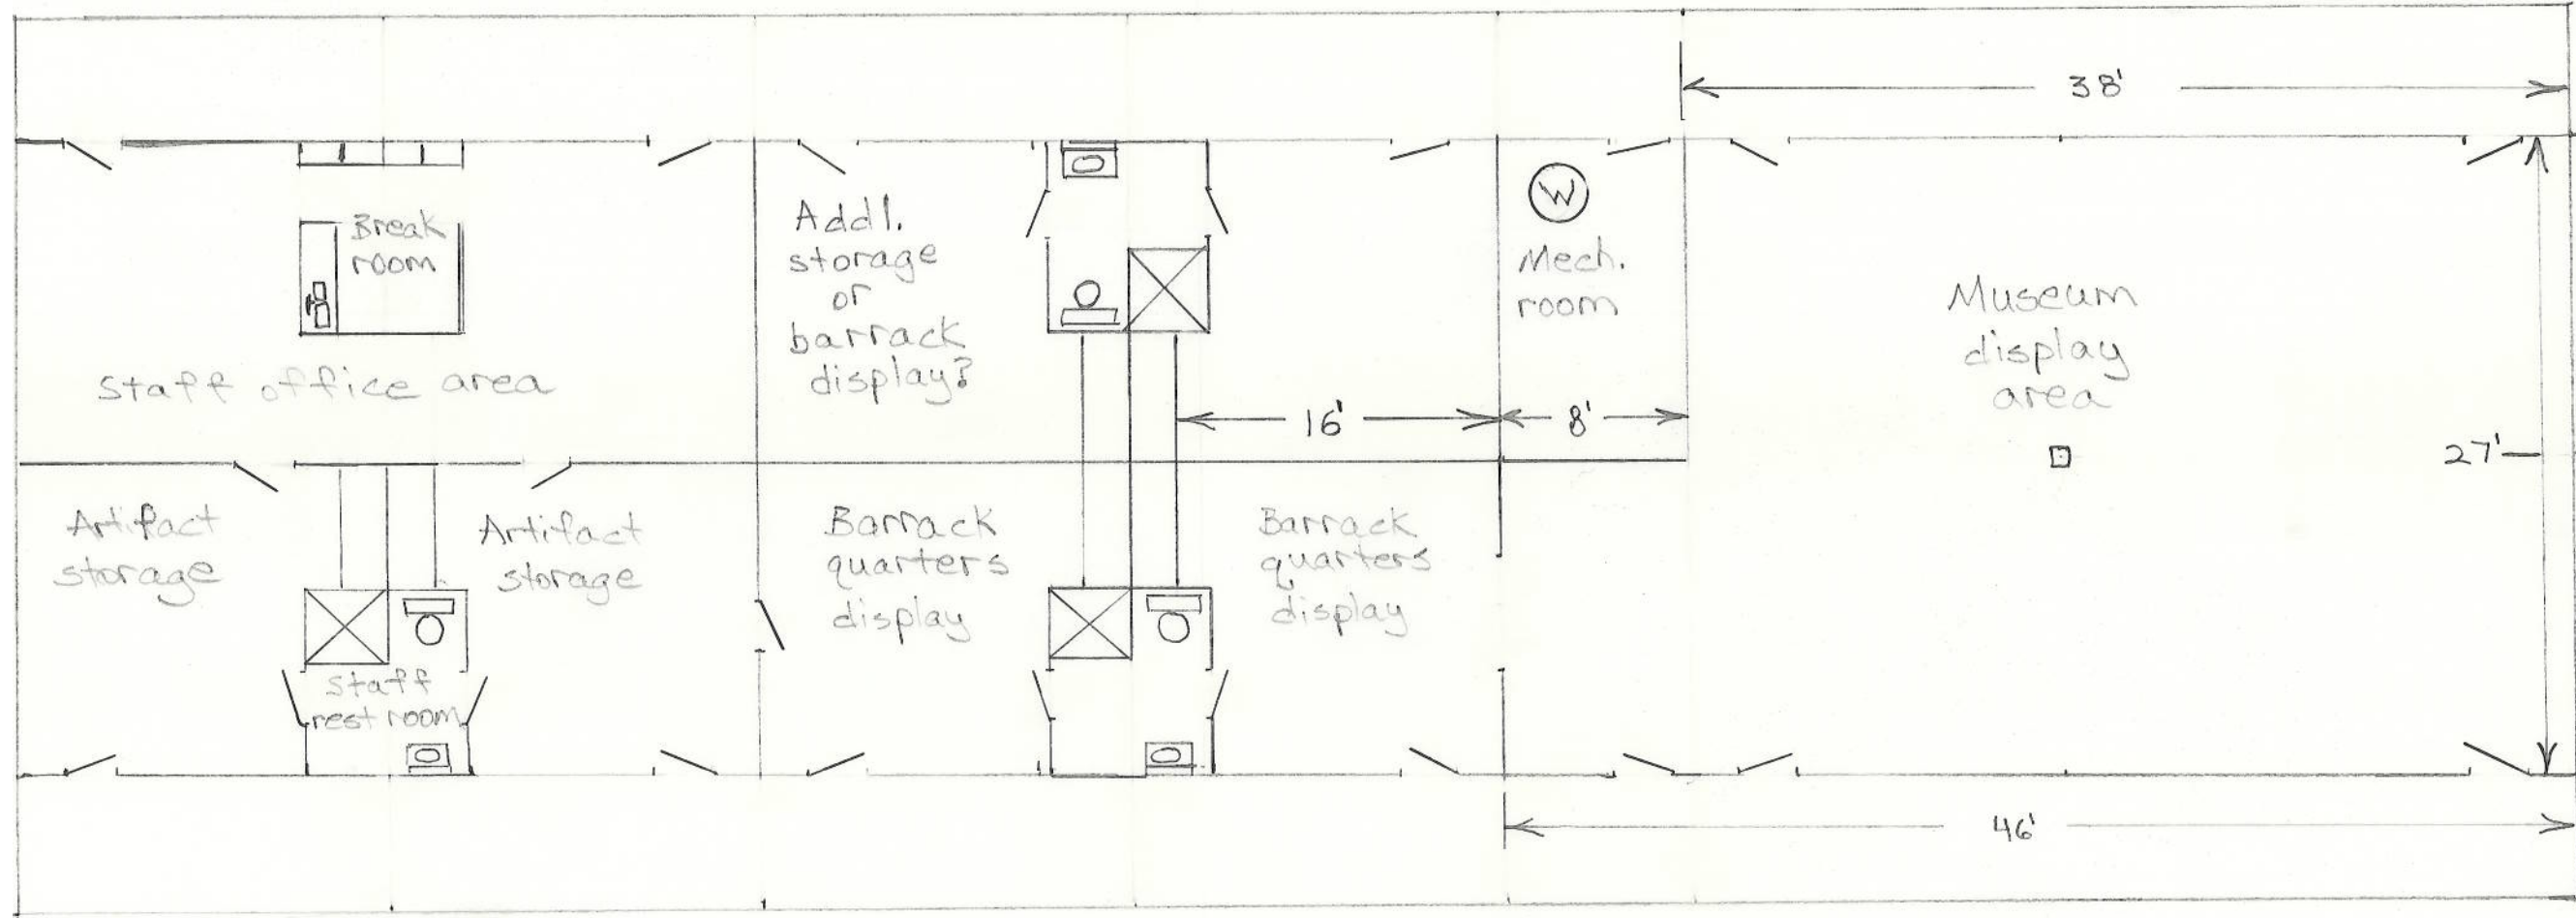 38'
Break
room
Staff office area
Addl.
storage
or
barrack
display?
W
Mech.
room
16'
8'
Museum
display
area
27'
Artifact
storage
Artifact
storage
Staff
rest room
Barrack
quarters
display
Barrack
quarters
display
46'